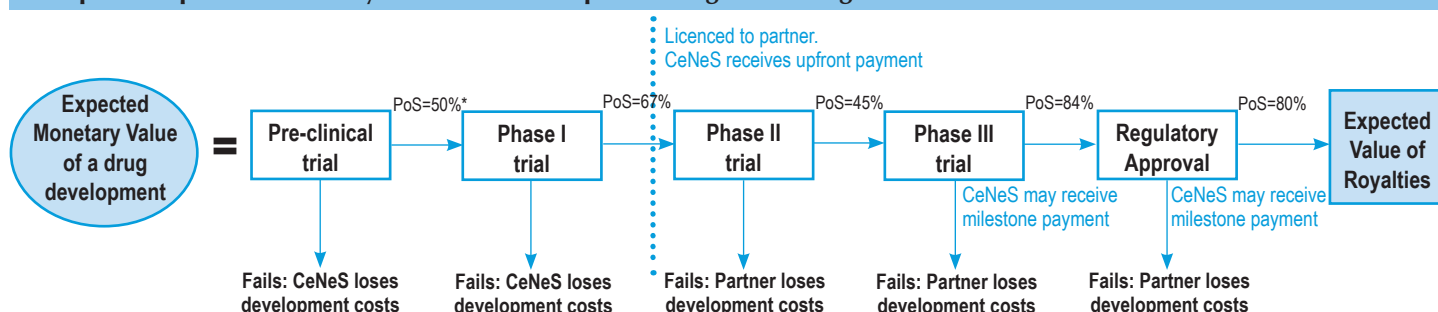 Licenced to partner.
CeNeS receives upfront payment
Expected
Monetary Value
of a drug
development
=
Pre-clinical
trial
PoS=50%*
Phase I
trial
PoS=67%
Phase II
trial
PoS=45%
Phase III
trial
PoS=84%
Regulatory
Approval
PoS=80%
Expected
Value of
Royalties
CeNeS may receive
milestone payment
CeNeS may receive
milestone payment
Fails: CeNeS loses
development costs
Fails: CeNeS loses
development costs
Fails: Partner loses
development costs
Fails: Partner loses
development costs
Fails: Partner loses
development costs